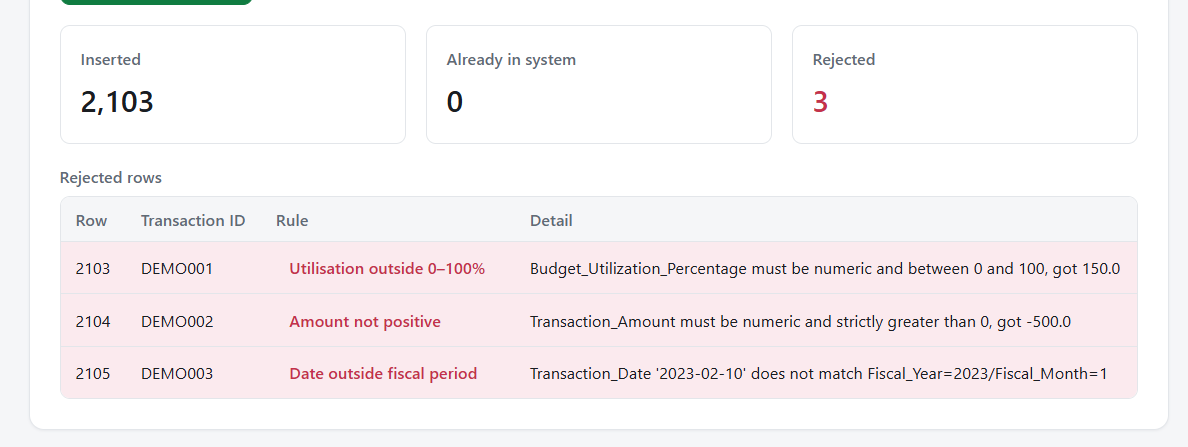 Inserted Already in system Rejected
2,103 0 3
Rejected rows
Row Transaction ID Rule Detail
2103 DEMO001 Utilisation outside 0–100% Budget_Utilization_Percentage must be numeric and between 0 and 100, got 150.0
2104 DEMO002 Amount not positive Transaction_Amount must be numeric and strictly greater than 0, got -500.0
2105 DEMO003 Date outside fiscal period Transaction_Date '2023-02-10' does not match Fiscal_Year=2023/Fiscal_Month=1